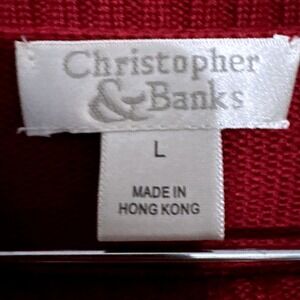 Christopher
& Banks
L
MADE IN
HONG KONG